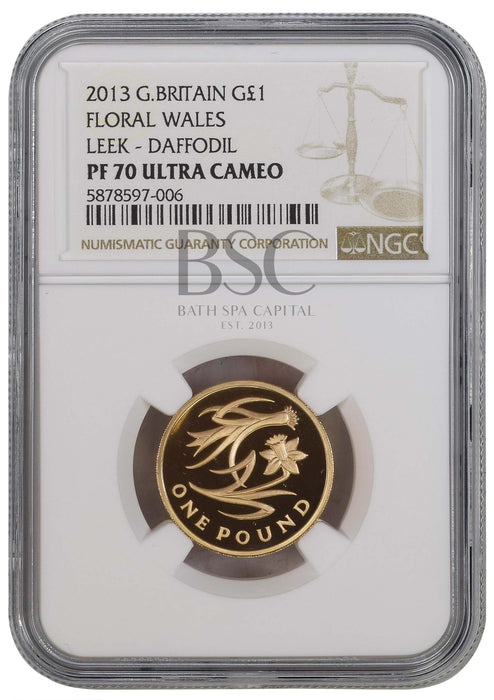 2013 G.BRITAIN G£1
FLORAL WALES
LEEK - DAFFODIL
PF 70 ULTRA CAMEO
5878597-006
NUMISMATIC GUARANTY CORPORATION
NGC
BSC
BATH SPA CAPITAL
EST. 2013
ONE POUND